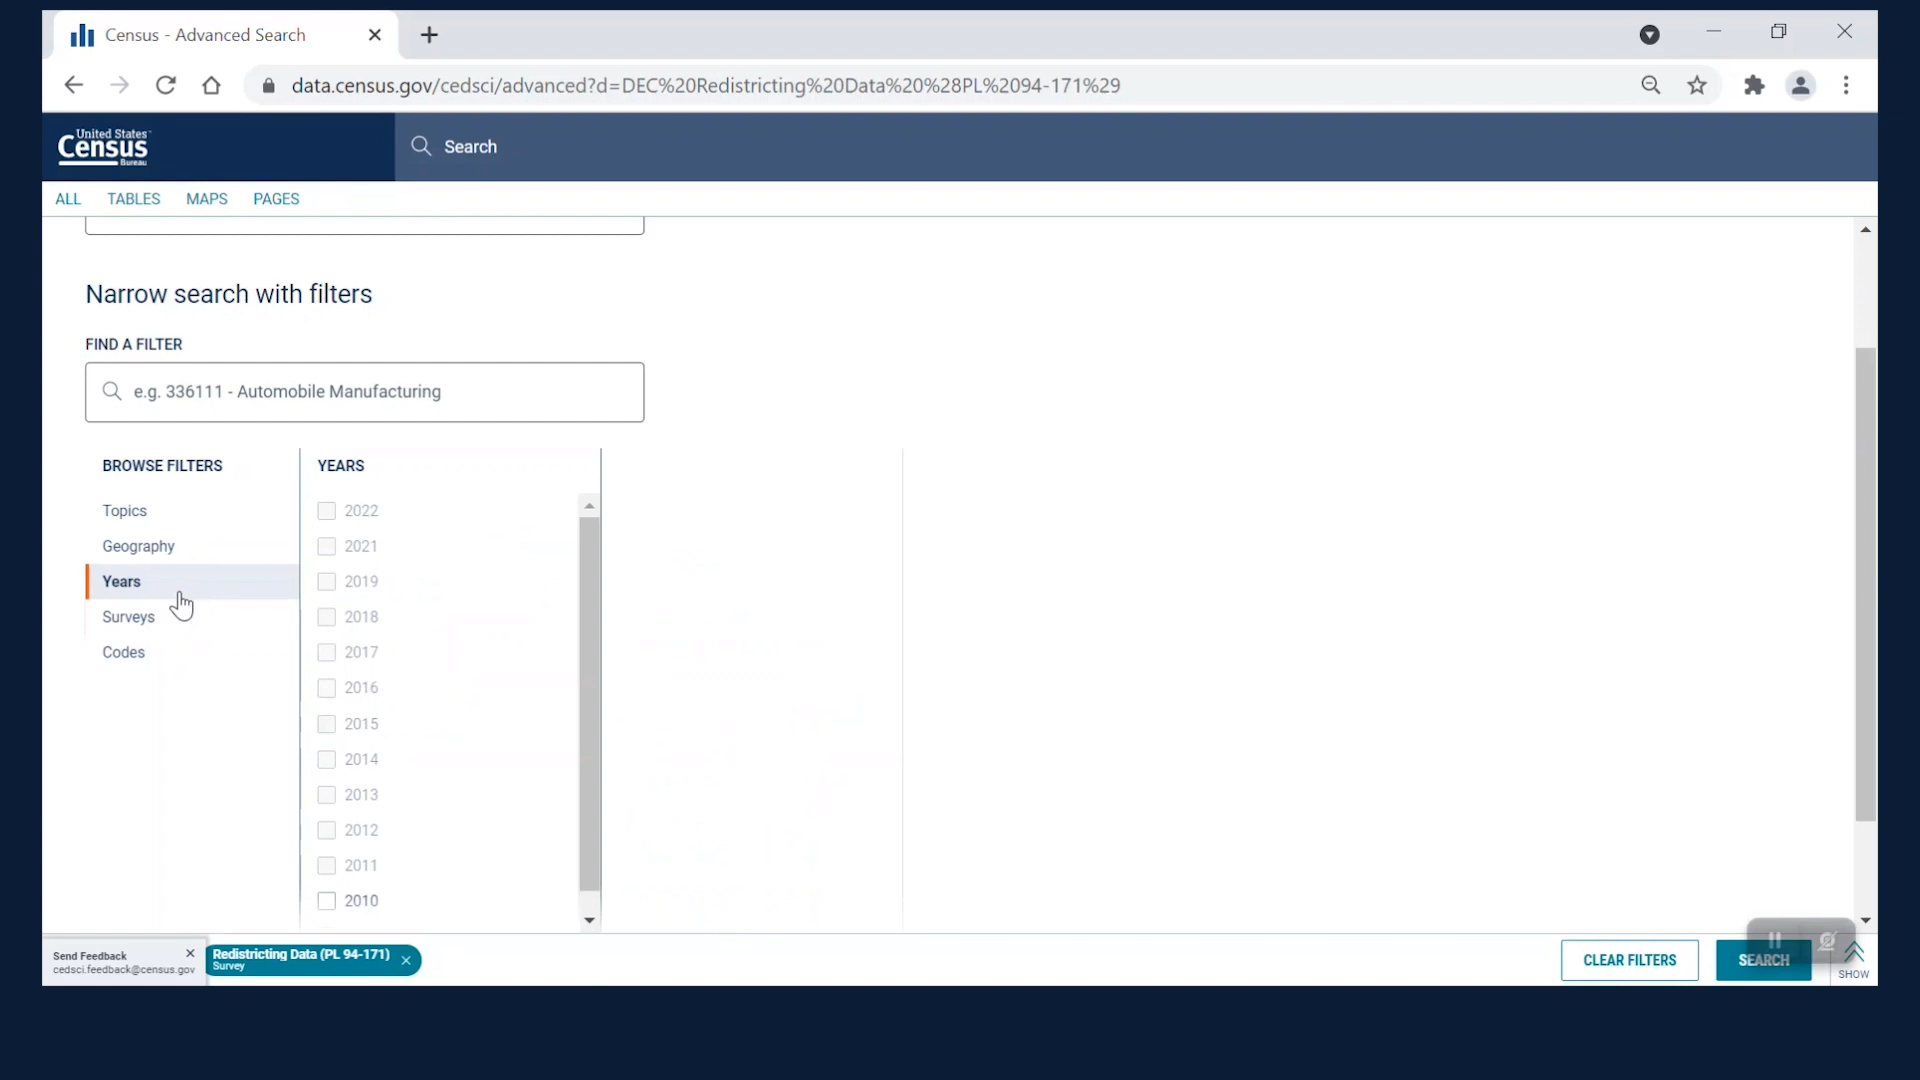 Census - Advanced Search
data.census.gov/cedsci/advanced?d=DEC%20Redistricting%20Data%20%28PL%2094-171%29
United States
Census
Bureau
Search
ALL TABLES MAPS PAGES
Narrow search with filters
FIND A FILTER
e.g. 336111 - Automobile Manufacturing
BROWSE FILTERS
Topics
Geography
Years
Surveys
Codes
YEARS
2022
2021
2019
2018
2017
2016
2015
2014
2013
2012
2011
2010
Send Feedback
cedsci.feedback@census.gov
Redistricting Data (PL 94-171)
Survey
CLEAR FILTERS
SEARCH
SHOW